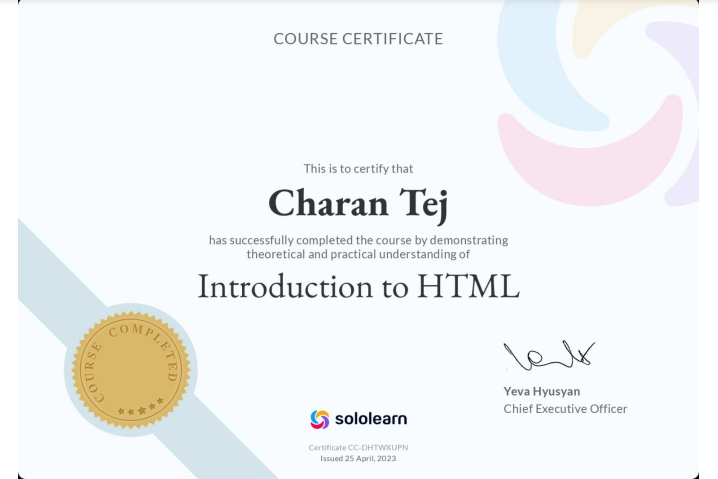 COURSE CERTIFICATE
This is to certify that
Charan Tej
has successfully completed the course by demonstrating
theoretical and practical understanding of
Introduction to HTML
COURSE COMPLETED
Yeva Hyusyan
Chief Executive Officer
sololearn
Certificate CC-DHTWXUPN
Issued 25 April, 2023